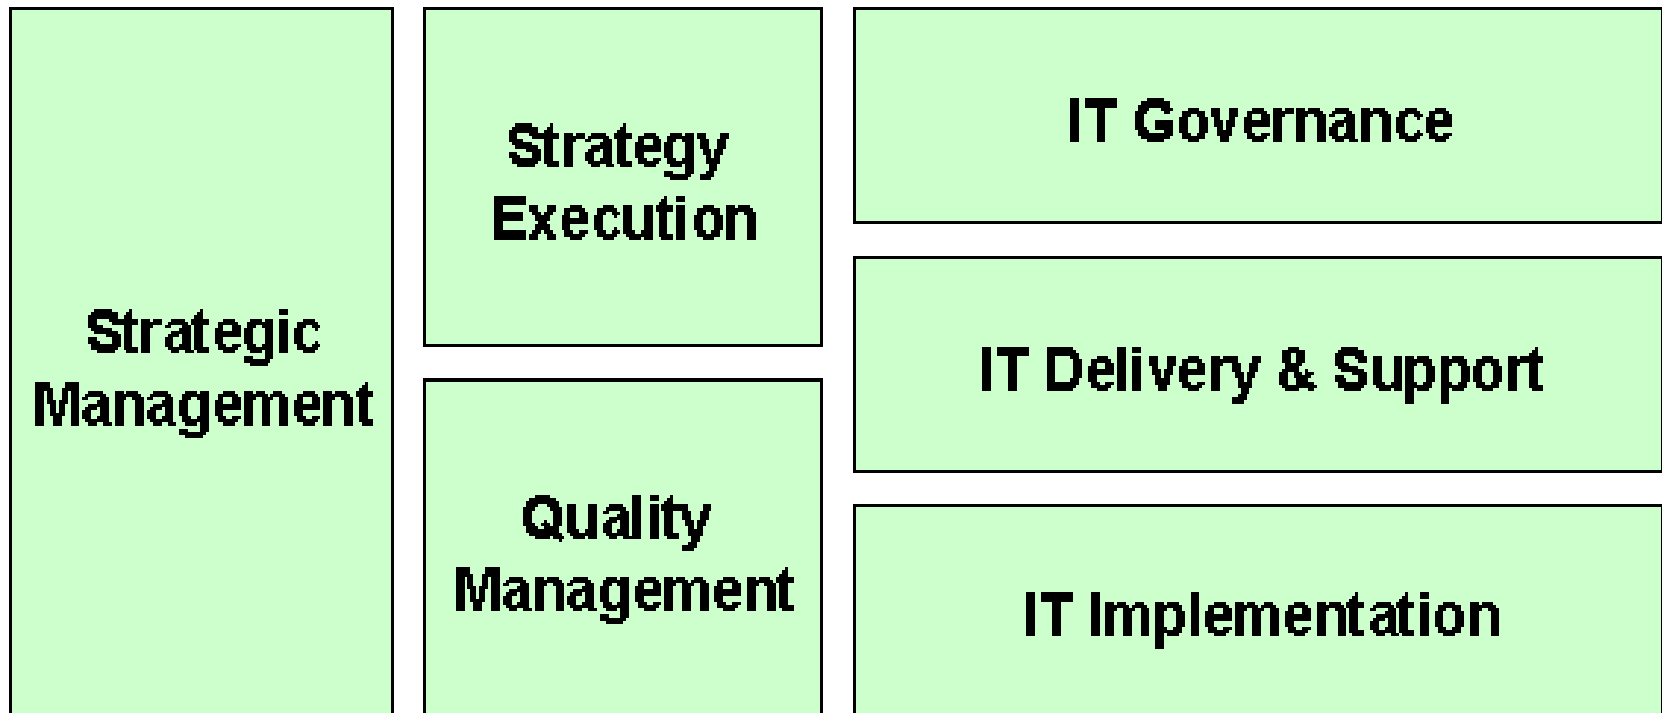 Strategic
Management
Strategy
Execution
Quality
Management
IT Governance
IT Delivery & Support
IT Implementation